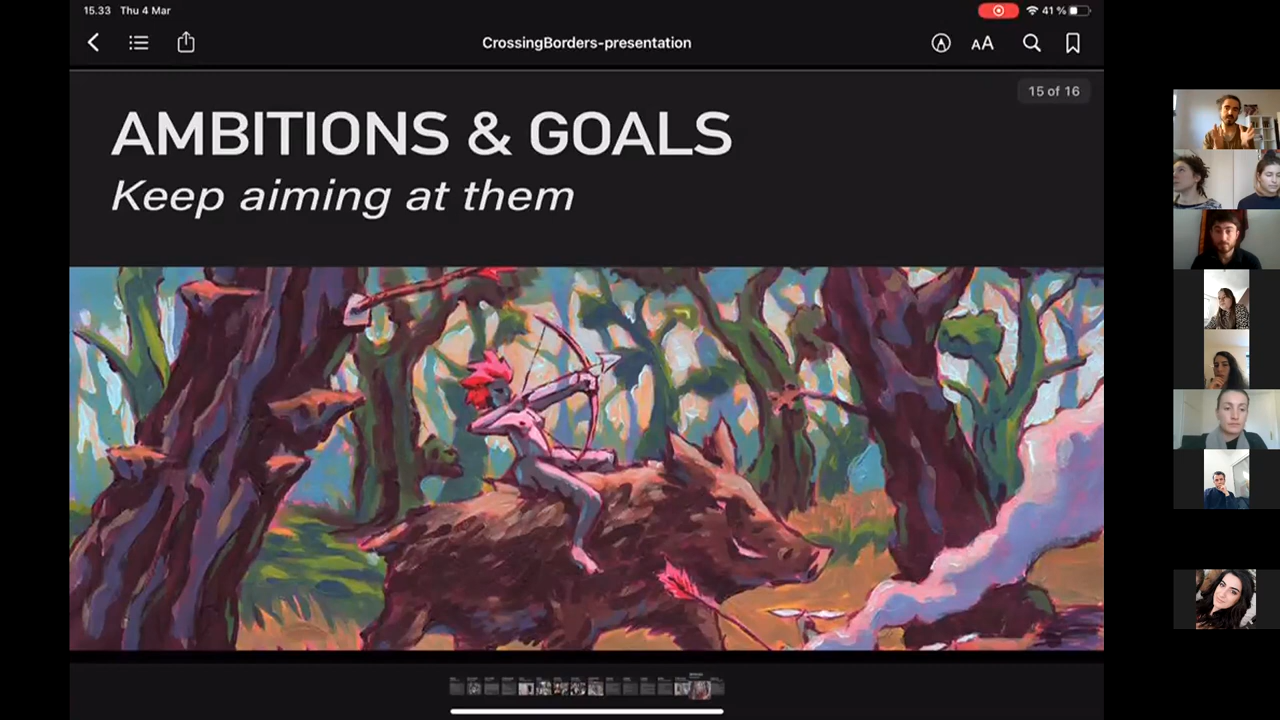 15.33 Thu 4 Mar
41 %
CrossingBorders-presentation
AA
15 of 16
AMBITIONS & GOALS
Keep aiming at them